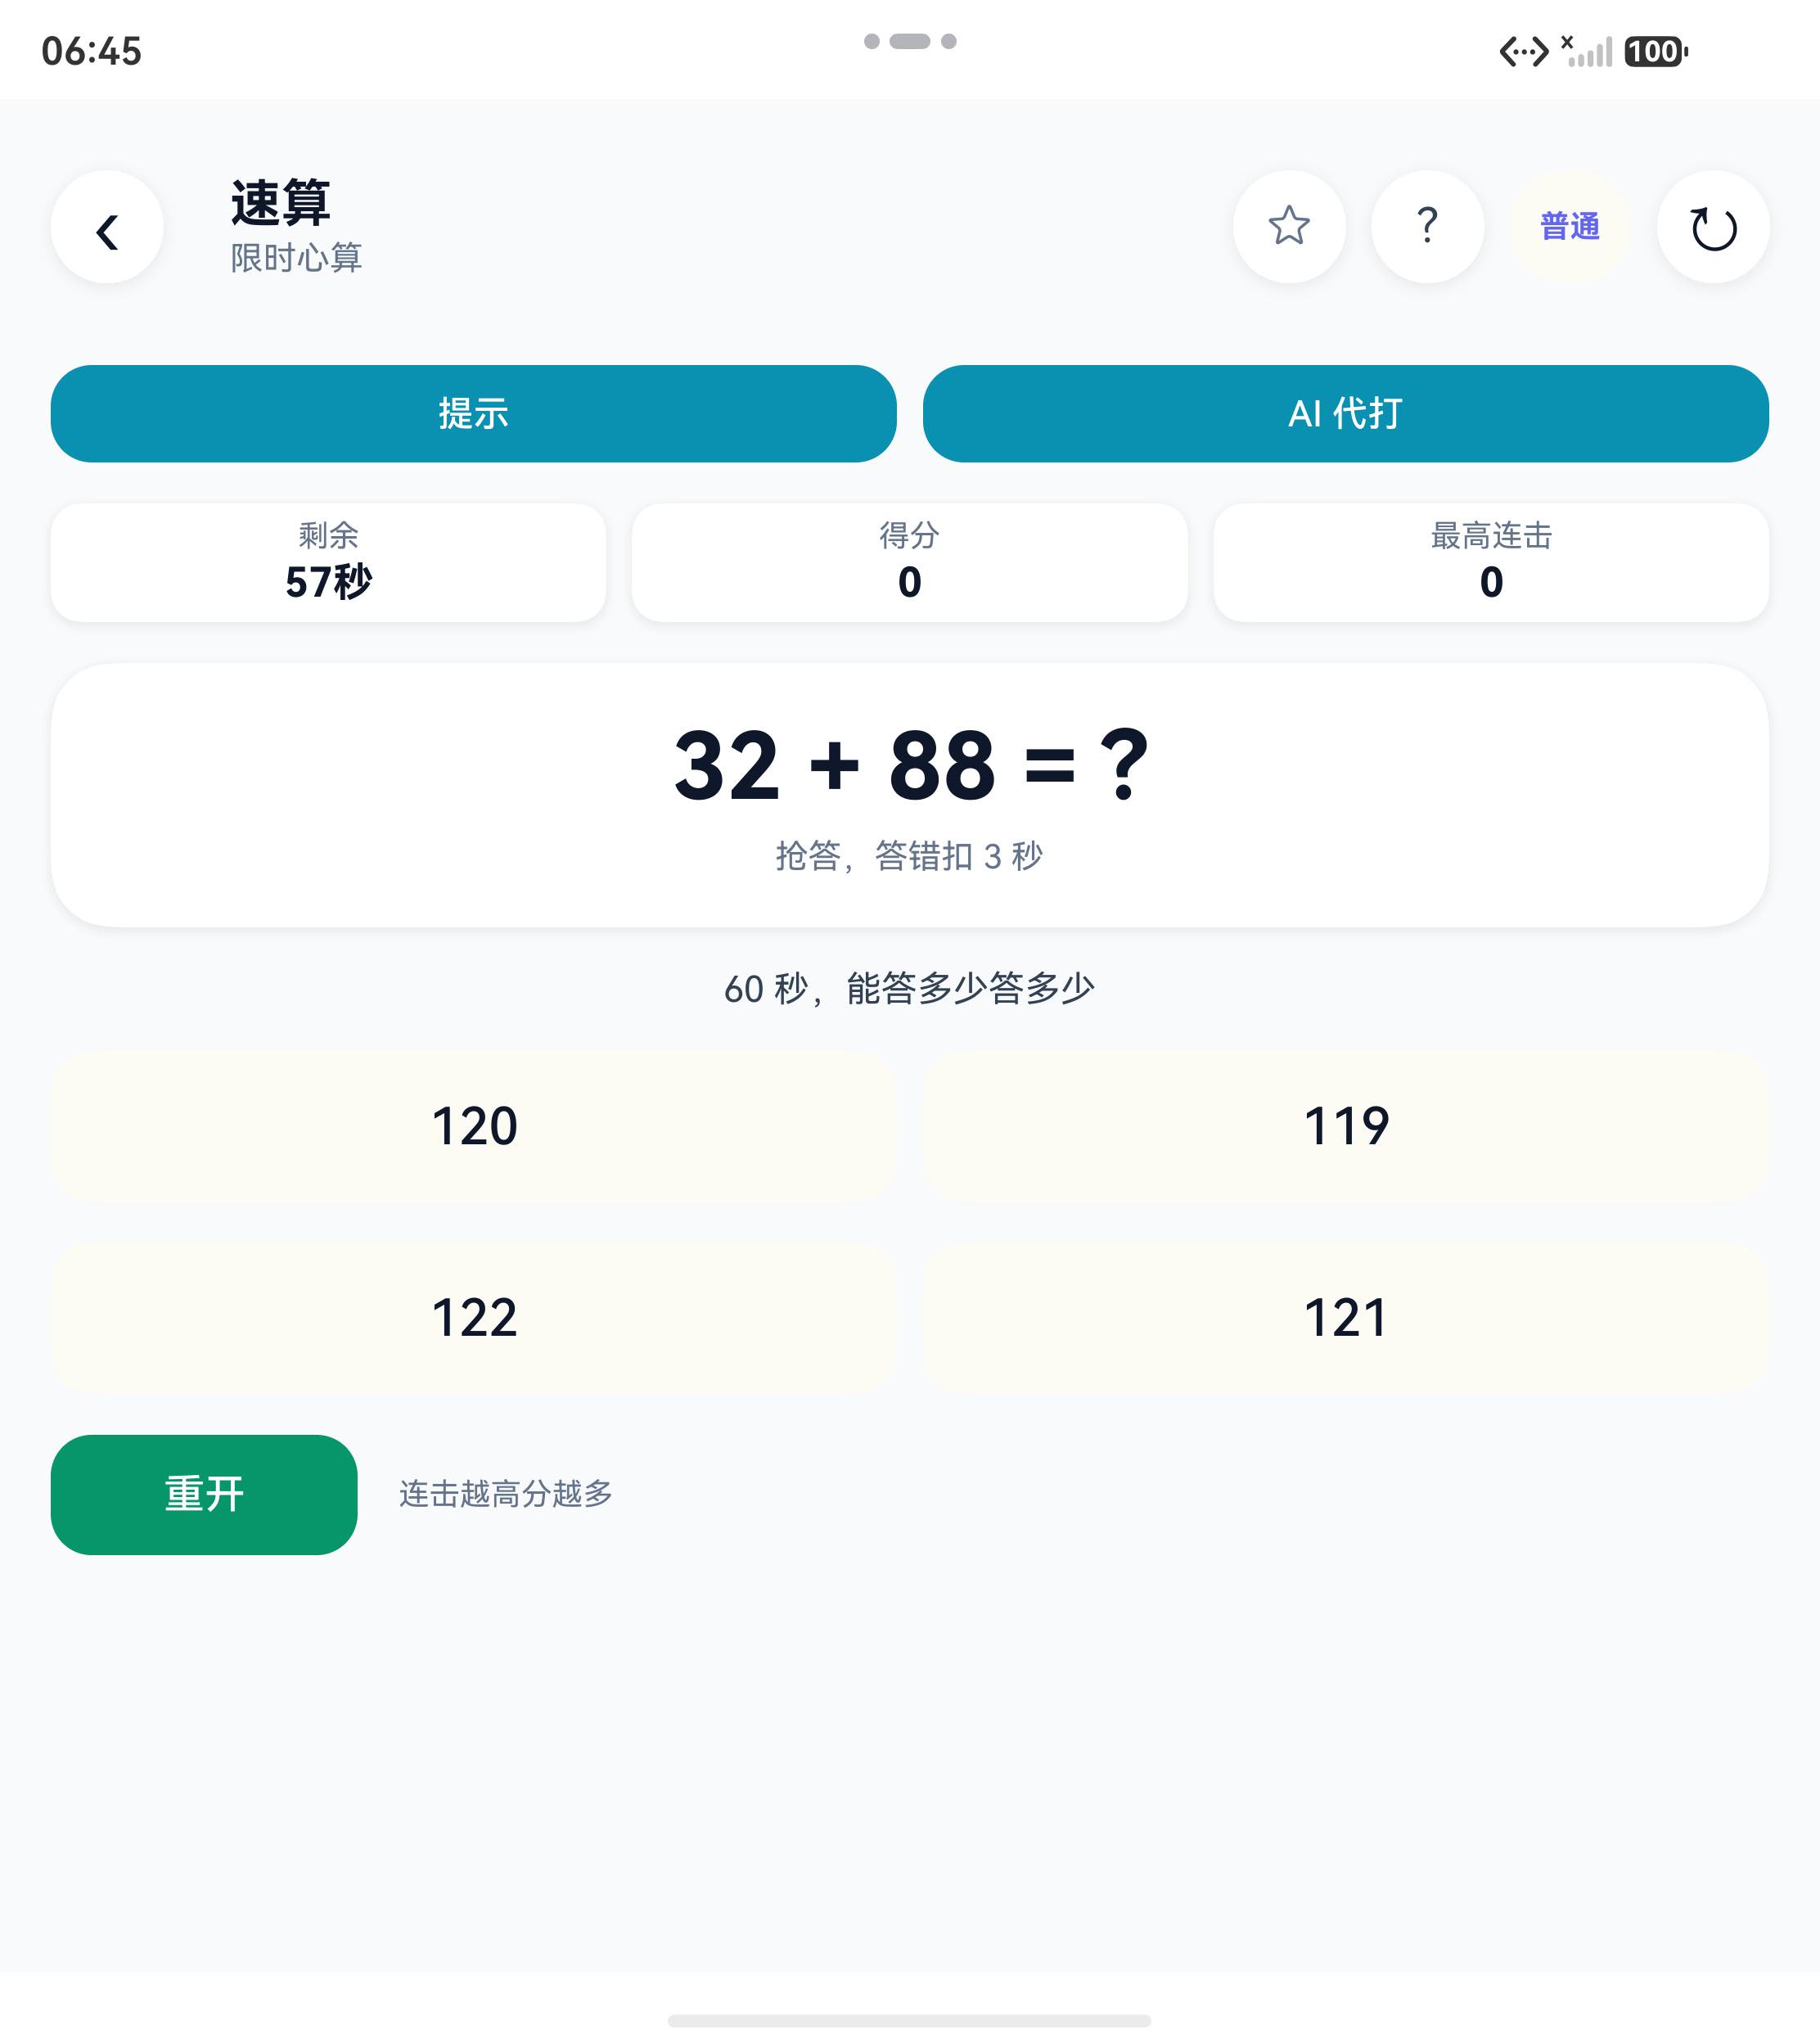 06:45
100
速算
限时心算
?
普通
提示
AI 代打
剩余
57秒
得分
0
最高连击
0
32 + 88 = ?
抢答，答错扣 3 秒
60 秒，能答多少答多少
120
119
122
121
重开
连击越高分越多